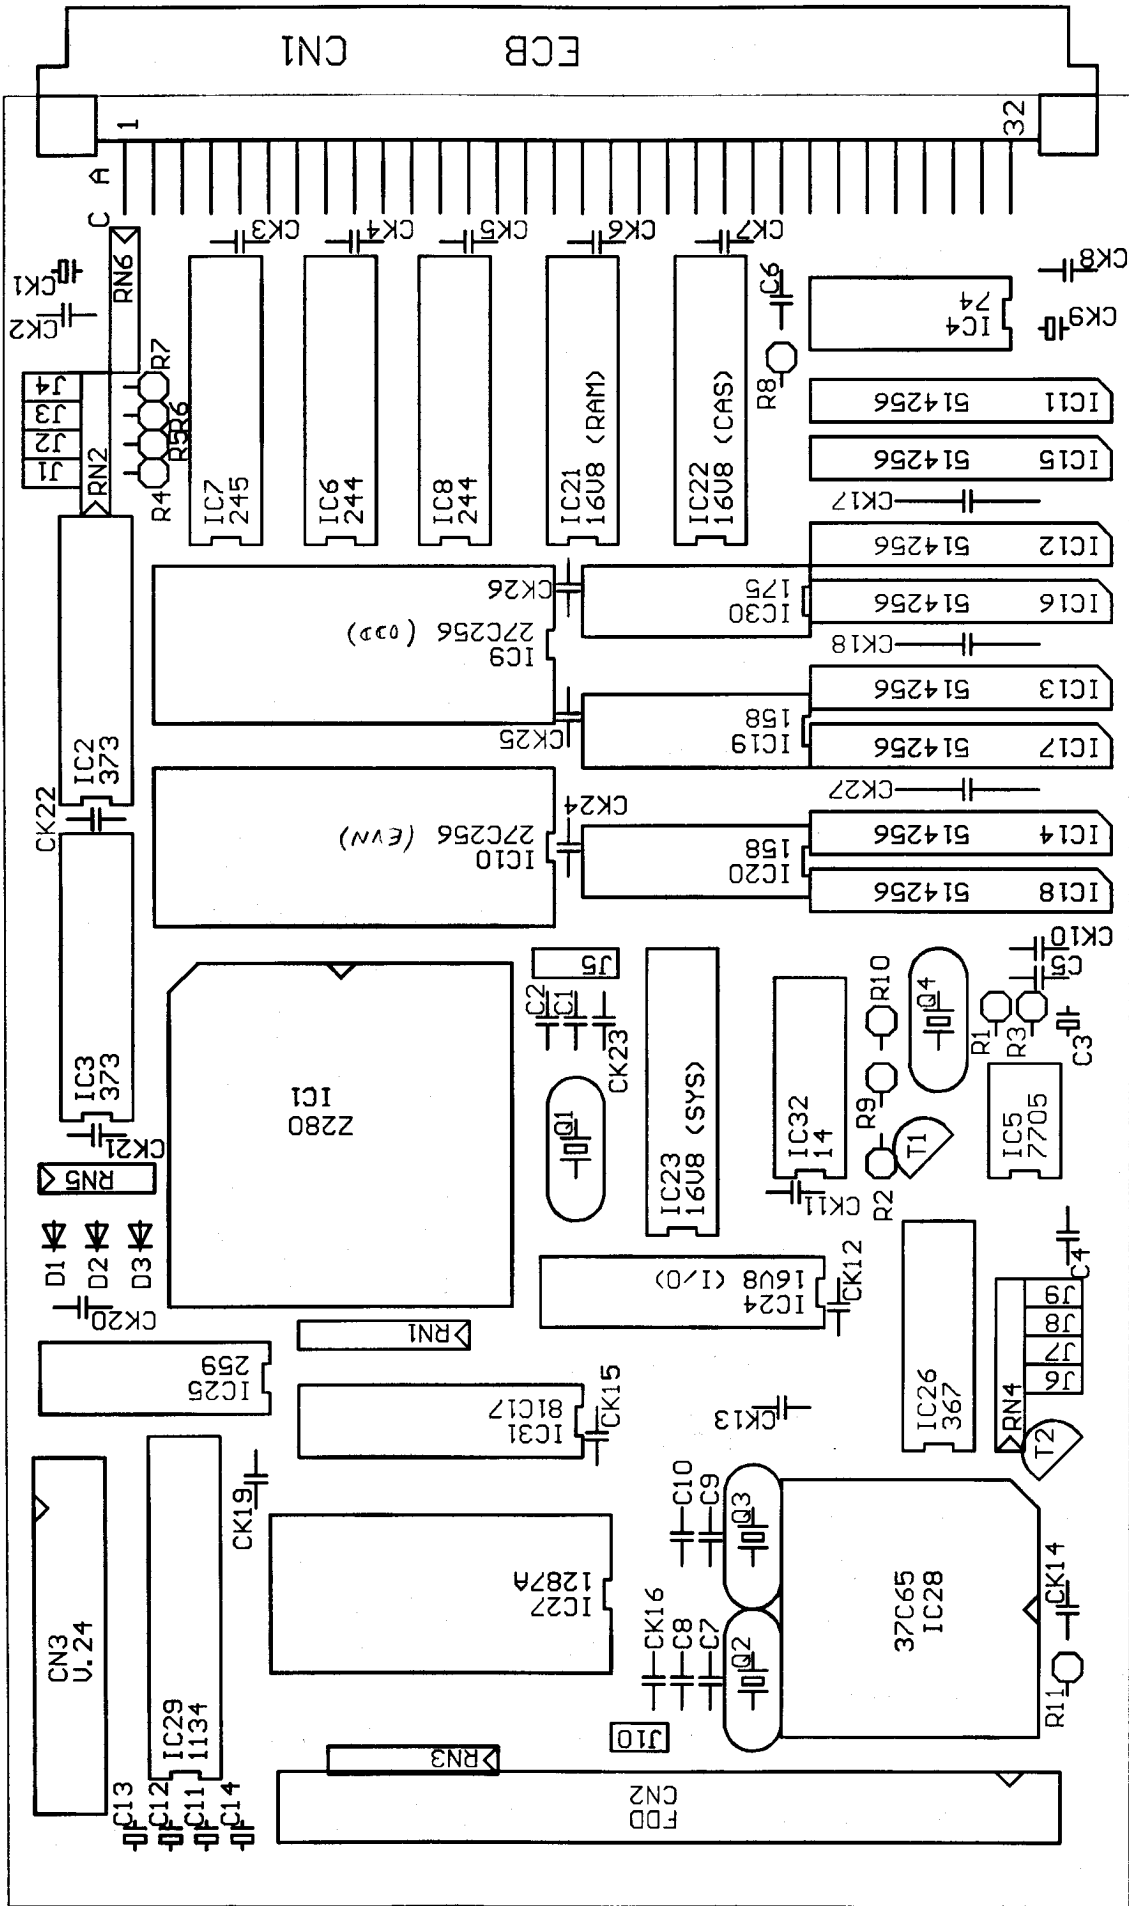 CN1
ECB
1
32
A
C
CK1
CK2
RN6
CK3
CK4
CK5
CK6
CK7
C6
CK8
CK9
IC4
74
J4
J3
J2
J1
RN2
R7
R6
R5
R4
R8
IC7
245
IC6
244
IC8
244
IC21
16V8 (RAM)
IC22
16V8 (CAS)
IC11
514256
IC15
514256
CK17
IC12
514256
IC16
514256
CK18
IC13
514256
IC17
514256
CK27
IC14
514256
IC18
514256
IC2
373
CK22
CK26
IC9
27C256 (ODD)
IC30
175
CK25
IC19
158
IC10
27C256 (EVN)
CK24
IC20
158
IC3
373
CK21
RN5
IC1
Z280
J5
C2
C1
CK23
Q1
IC23
16V8 (SYS)
IC32
14
CK11
R10
R9
R2
T1
Q4
R1
R3
CK10
C5
C3
IC5
7705
D1
D2
D3
CK20
RN1
IC24
16V8 (I/O)
CK12
C4
J9
J8
J7
J6
RN4
T2
IC26
367
IC25
259
IC31
81C17
CK15
CK13
CK19
C10
C9
Q3
CN3
V.24
IC29
1134
IC27
1287A
CK16
C8
C7
Q2
37C65
IC28
CK14
R11
J10
RN3
C13
C12
C11
C14
FDD
CN2